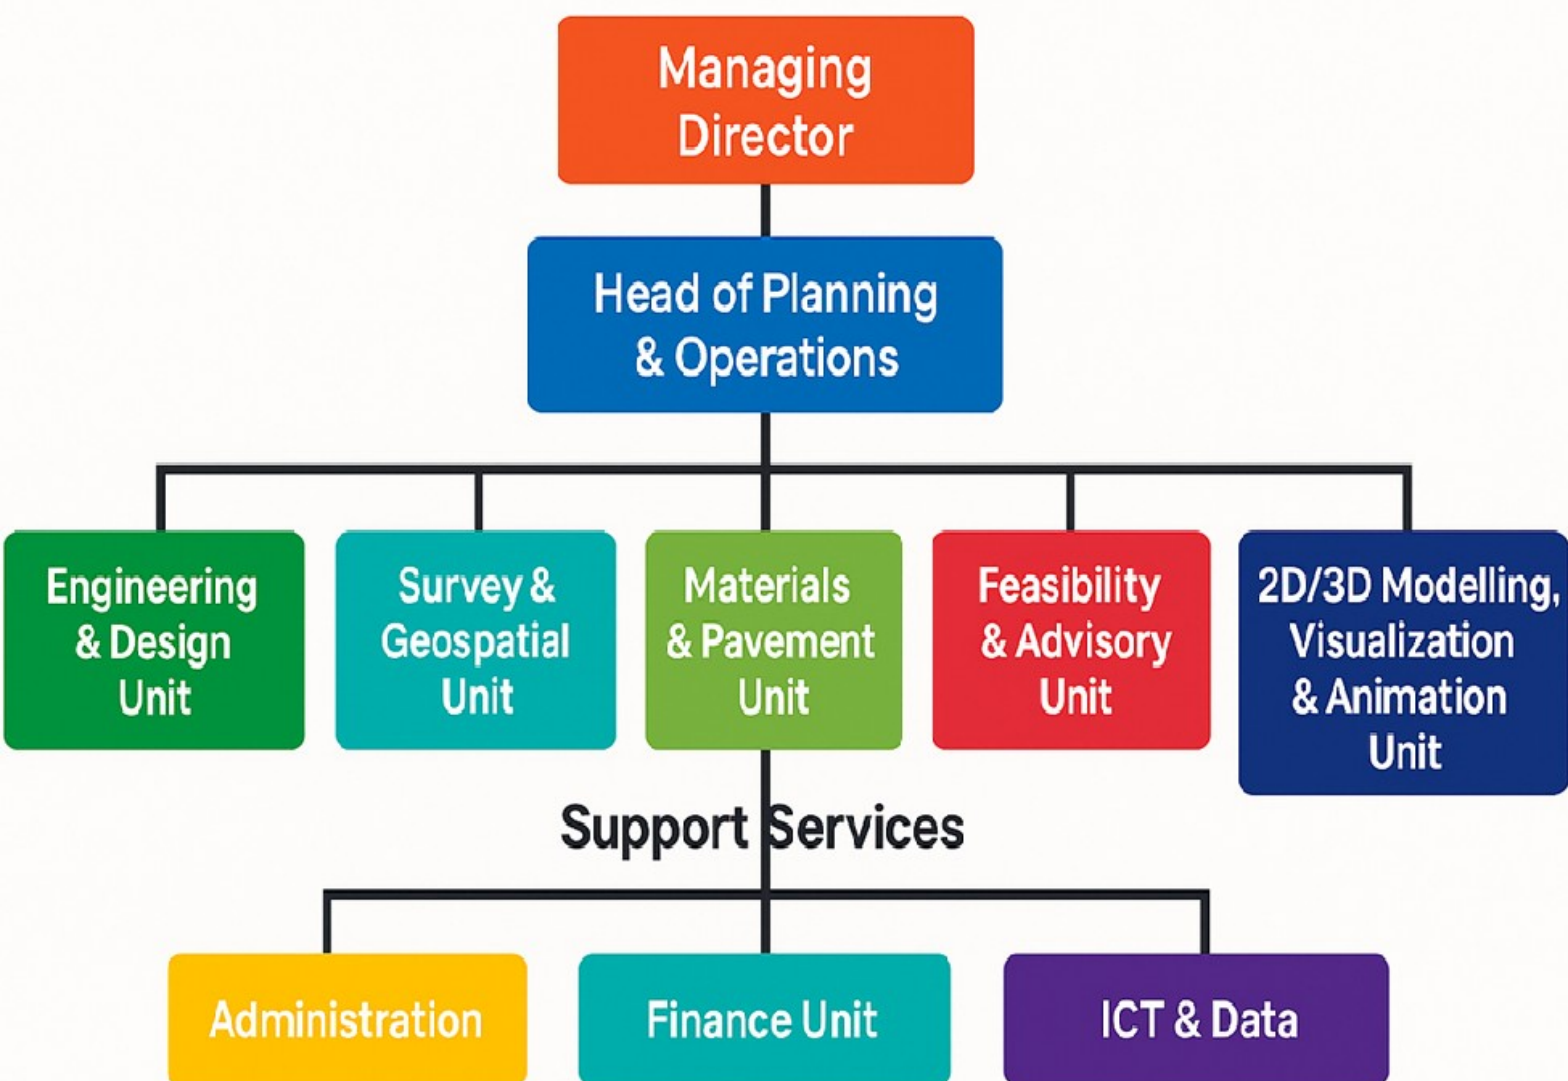 Managing
Director
Head of Planning
& Operations
Engineering
& Design
Unit
Survey &
Geospatial
Unit
Materials
& Pavement
Unit
Feasibility
& Advisory
Unit
2D/3D Modelling,
Visualization
& Animation
Unit
Support Services
Administration
Finance Unit
ICT & Data